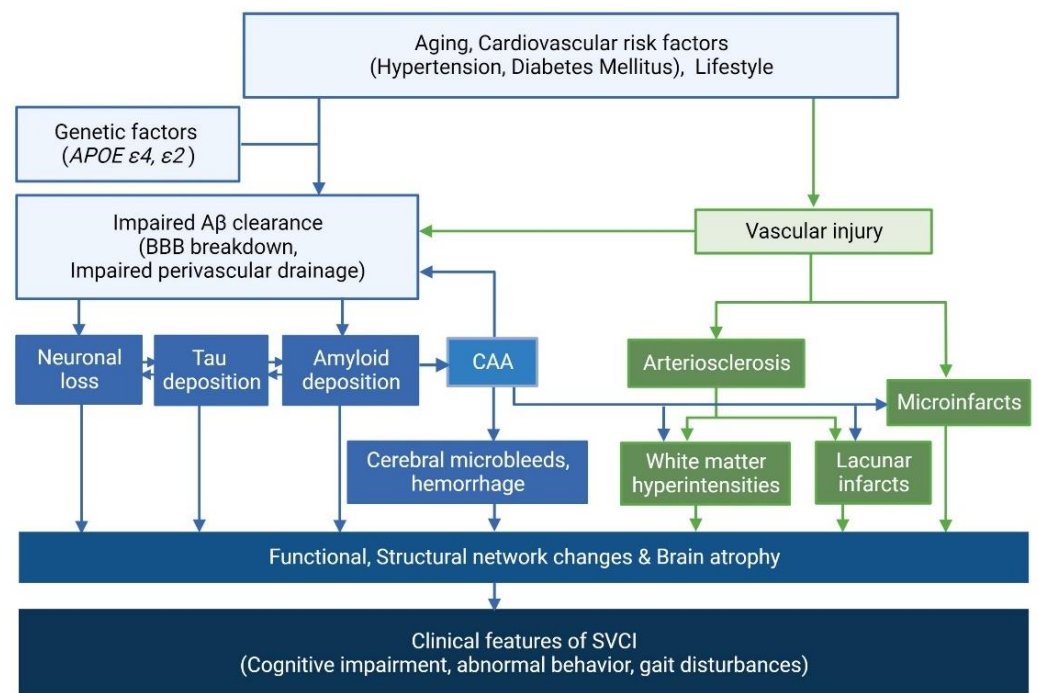 Aging, Cardiovascular risk factors
(Hypertension, Diabetes Mellitus), Lifestyle
Genetic factors
(APOE ε4, ε2 )
Impaired Aβ clearance
(BBB breakdown,
Impaired perivascular drainage)
Vascular injury
Neuronal
loss
Tau
deposition
Amyloid
deposition
CAA
Arteriosclerosis
Microinfarcts
Cerebral microbleeds,
hemorrhage
White matter
hyperintensities
Lacunar
infarcts
Functional, Structural network changes & Brain atrophy
Clinical features of SVCI
(Cognitive impairment, abnormal behavior, gait disturbances)